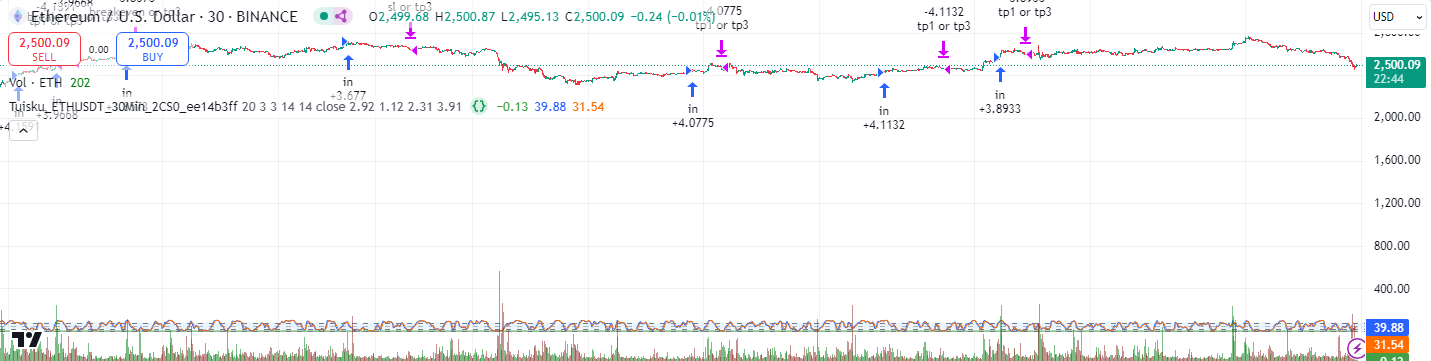 Ethereum / U.S. Dollar · 30 · BINANCE
O2,499.68 H2,500.87 L2,495.13 C2,500.09 −0.24 (−0.01%)
USD
2,500.09
SELL
0.00
2,500.09
BUY
Vol · ETH 202
Tuisku_ETHUSDT_30Min_2CS0_ee14b3ff 20 3 3 14 14 close 2.92 1.12 2.31 3.91 −0.13 39.88 31.54
+3.9668
sl or tp3
in
+3.677
tp1 or tp3
in
+4.0775
-4.1132
tp1 or tp3
in
+4.1132
tp1 or tp3
in
+3.8933
2,500.09
22:44
2,000.00
1,600.00
1,200.00
800.00
400.00
39.88
31.54